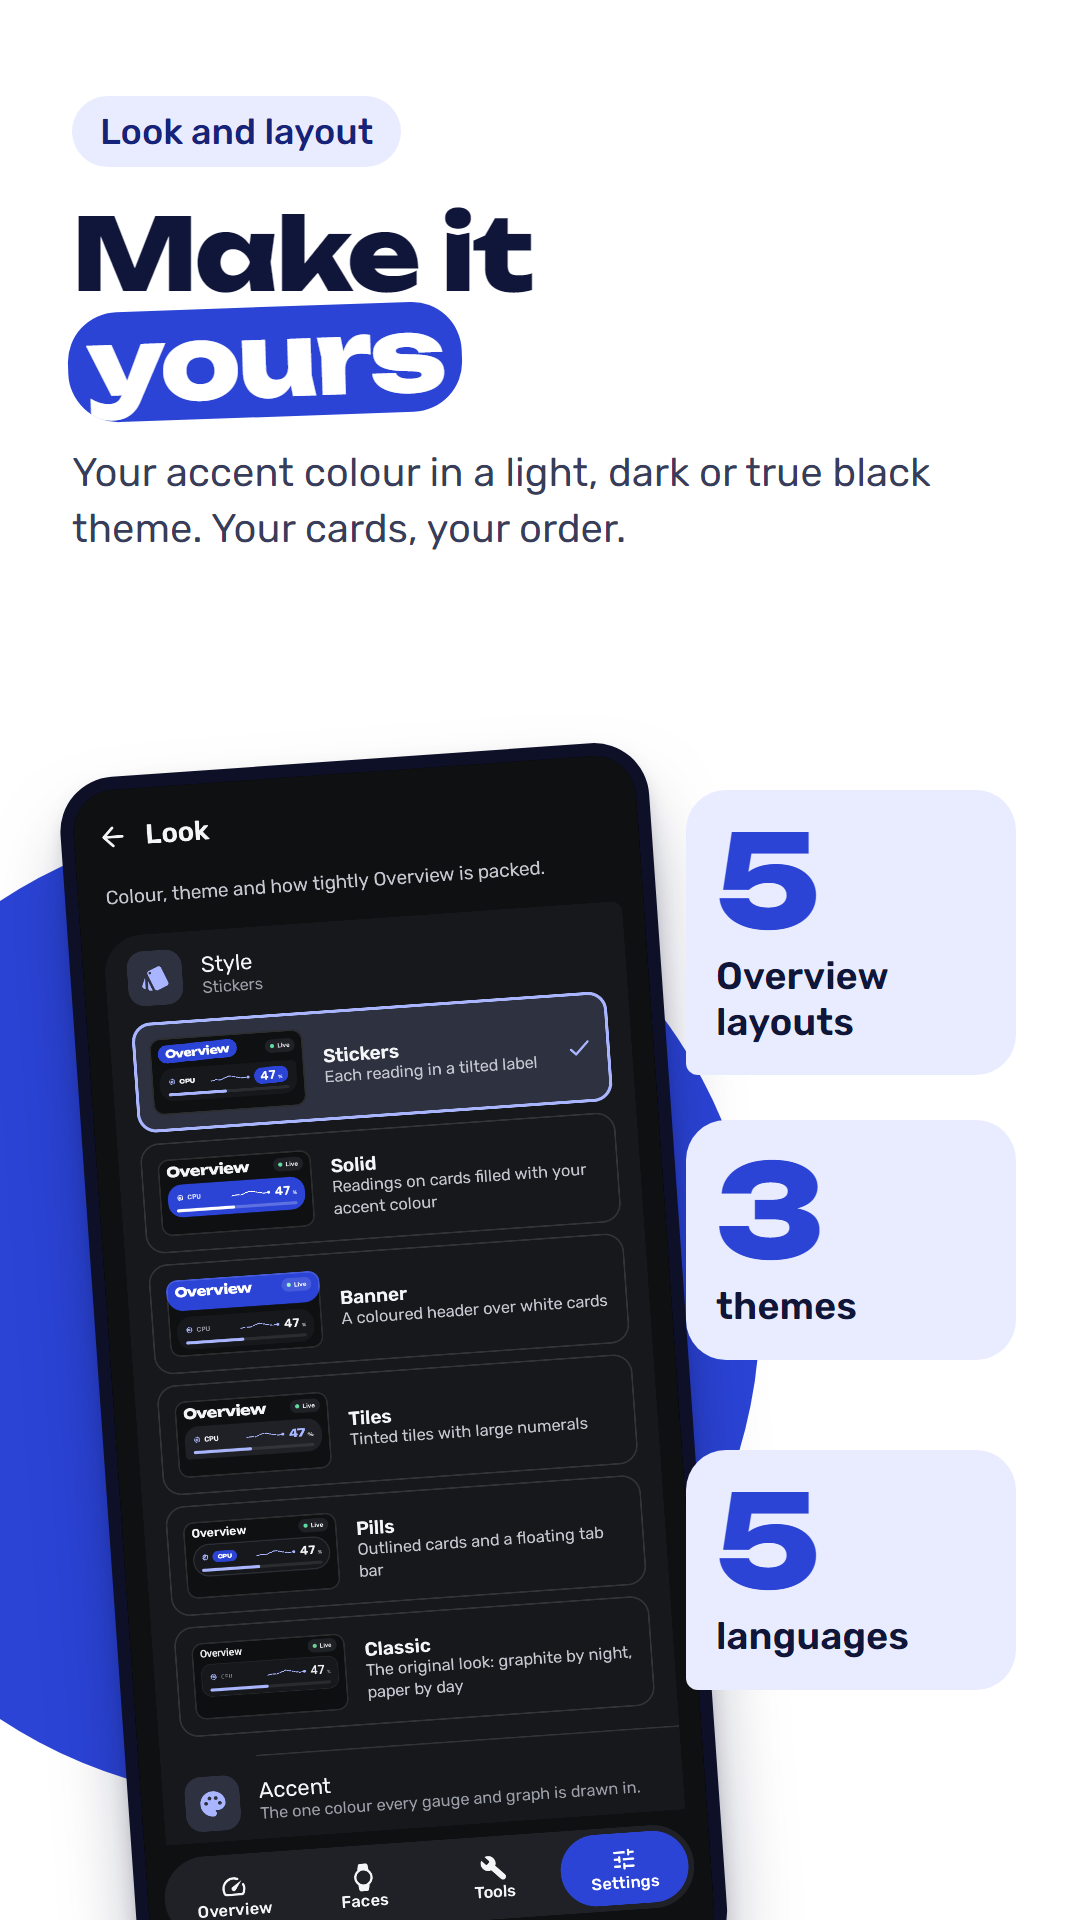 Look and layout
Make it
yours
Your accent colour in a light, dark or true black
theme. Your cards, your order.
Look
Colour, theme and how tightly Overview is packed.
Style
Stickers
Overview
Live
CPU
47 %
Stickers
Each reading in a tilted label
Overview
Live
CPU
47 %
Solid
Readings on cards filled with your
accent colour
Overview
Live
CPU
47 %
Banner
A coloured header over white cards
Overview
Live
CPU
47 %
Tiles
Tinted tiles with large numerals
Overview
Live
CPU
47 %
Pills
Outlined cards and a floating tab
bar
Overview
Live
CPU
47 %
Classic
The original look: graphite by night,
paper by day
Accent
The one colour every gauge and graph is drawn in.
Overview
Faces
Tools
Settings
5
Overview
layouts
3
themes
5
languages